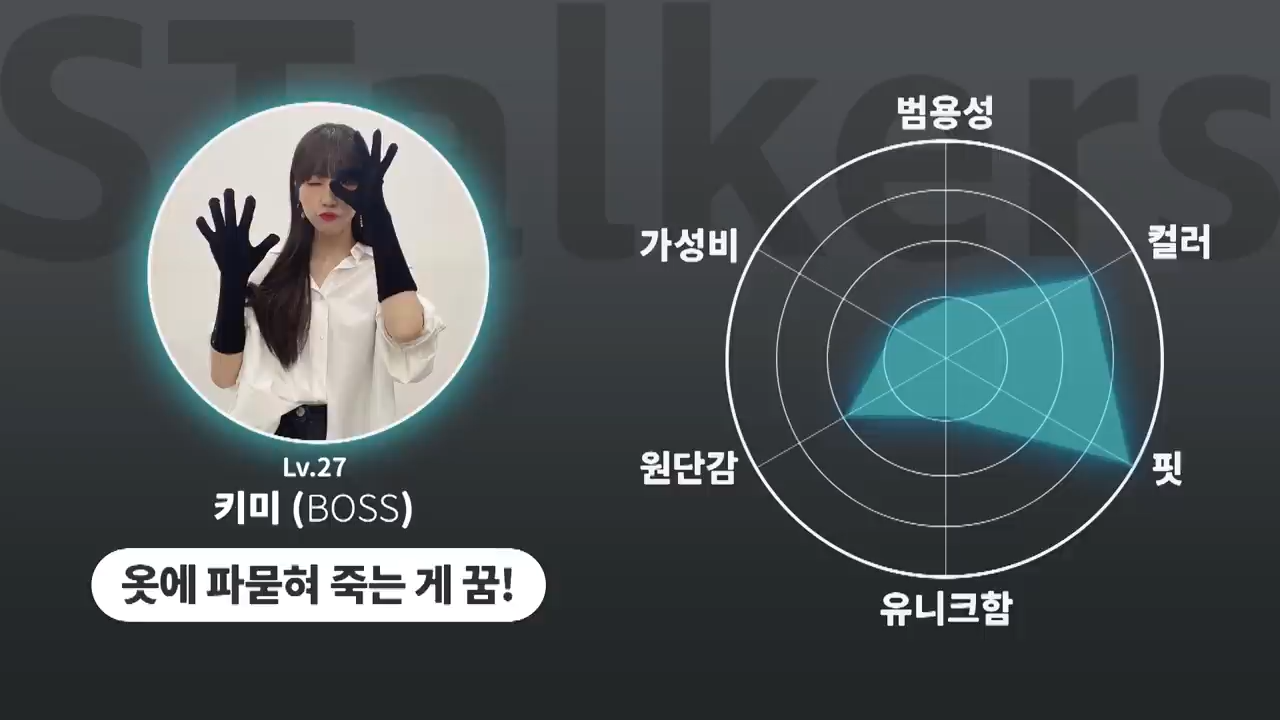 STalkers
Lv.27
키미 (BOSS)
옷에 파묻혀 죽는 게 꿈!
범용성
컬러
핏
유니크함
원단감
가성비